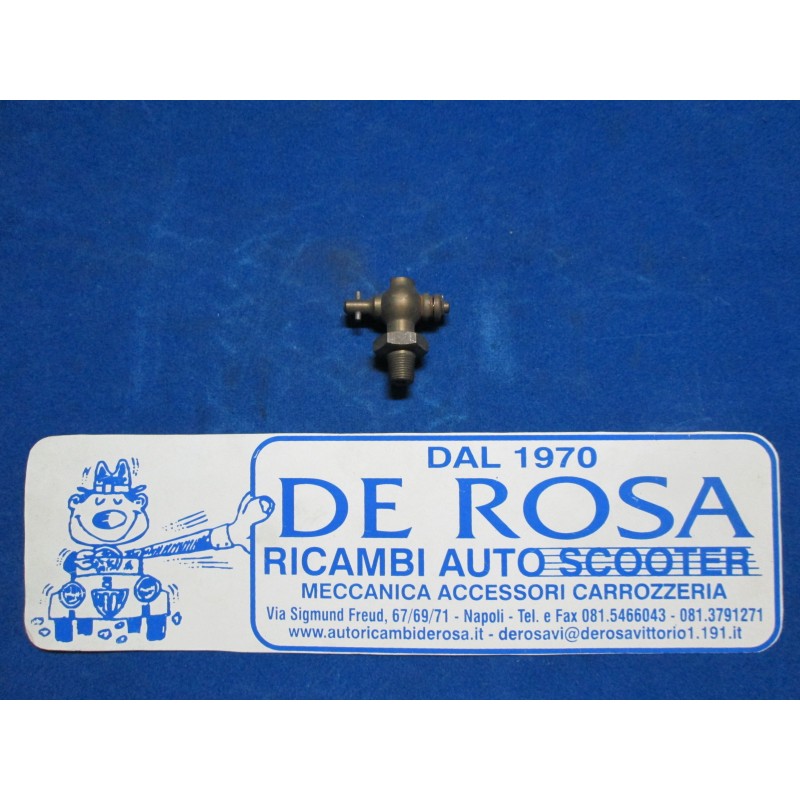 DAL 1970
DE ROSA
RICAMBI AUTO SCOOTER
MECCANICA ACCESSORI CARROZZERIA
Via Sigmund Freud, 67/69/71 - Napoli - Tel. e Fax 081.5466043 - 081.3791271
www.autoricambiderosa.it - derosavi@derosavittorio1.191.it